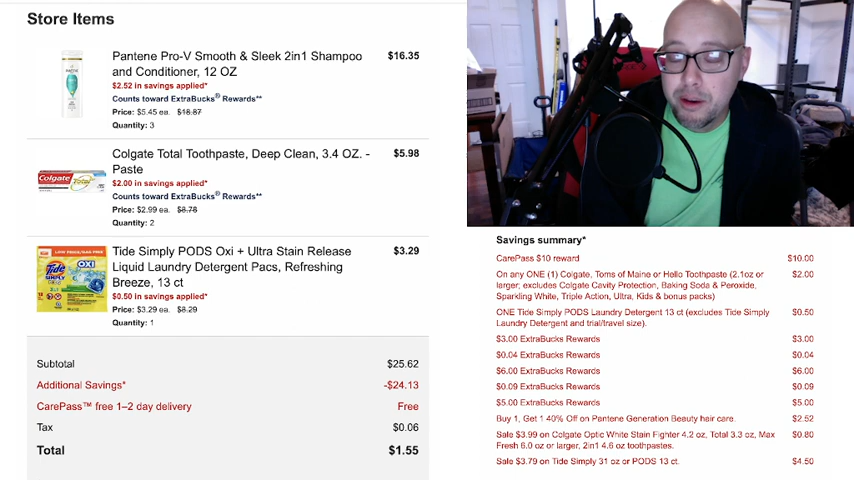 Store Items
Pantene Pro-V Smooth & Sleek 2in1 Shampoo $16.35
and Conditioner, 12 OZ
$2.52 in savings applied*
Counts toward ExtraBucks® Rewards**
Price: $5.45 ea. $18.87
Quantity: 3
Colgate Total Toothpaste, Deep Clean, 3.4 OZ. - $5.98
Paste
$2.00 in savings applied*
Counts toward ExtraBucks® Rewards**
Price: $2.99 ea. $8.78
Quantity: 2
Tide Simply PODS Oxi + Ultra Stain Release $3.29
Liquid Laundry Detergent Pacs, Refreshing
Breeze, 13 ct
$0.50 in savings applied*
Price: $3.29 ea. $8.29
Quantity: 1
Subtotal $25.62
Additional Savings* -$24.13
CarePass™ free 1–2 day delivery Free
Tax $0.06
Total $1.55
Savings summary*
CarePass $10 reward $10.00
On any ONE (1) Colgate, Toms of Maine or Hello Toothpaste (2.1oz or $2.00
larger, excludes Colgate Cavity Protection, Baking Soda & Peroxide,
Sparkling White, Triple Action, Ultra, Kids & bonus packs)
ONE Tide Simply PODS Laundry Detergent 13 ct (excludes Tide Simply $0.50
Laundry Detergent and trial/travel size).
$3.00 ExtraBucks Rewards $3.00
$0.04 ExtraBucks Rewards $0.04
$6.00 ExtraBucks Rewards $6.00
$0.09 ExtraBucks Rewards $0.09
$5.00 ExtraBucks Rewards $5.00
Buy 1, Get 1 40% Off on Pantene Generation Beauty hair care. $2.52
Sale $3.99 on Colgate Optic White Stain Fighter 4.2 oz, Total 3.3 oz, Max $0.80
Fresh 6.0 oz or larger, 2in1 4.6 oz toothpastes.
Sale $3.79 on Tide Simply 31 oz or PODS 13 ct. $4.50
Colgate Total
Tide
SIMPLY
OXI